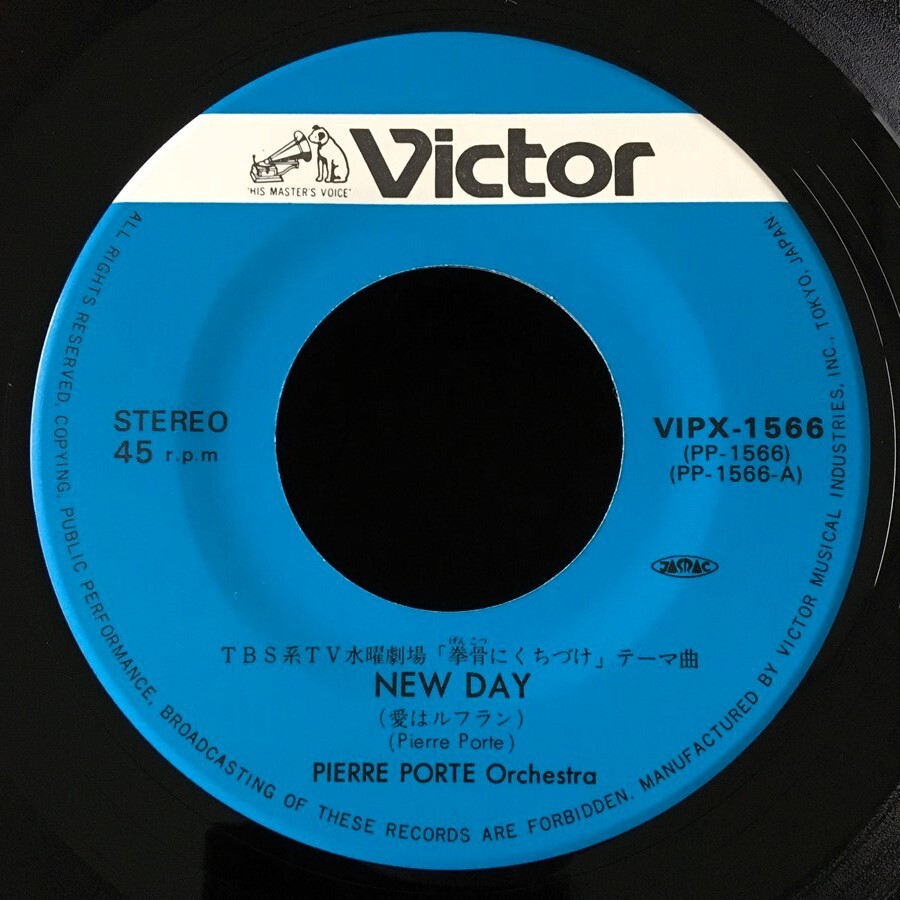 Victor
"HIS MASTER'S VOICE"
STEREO
45 r.p.m
VIPX-1566
(PP-1566)
(PP-1566-A)
JASRAC
げんこつ
TBS系TV水曜劇場「拳骨にくちづけ」テーマ曲
NEW DAY
(愛はルフラン)
(Pierre Porte)
PIERRE PORTE Orchestra
ALL RIGHTS RESERVED. COPYING, PUBLIC PERFORMANCE, BROADCASTING OF THESE RECORDS ARE FORBIDDEN. MANUFACTURED BY VICTOR MUSICAL INDUSTRIES, INC., TOKYO, JAPAN.